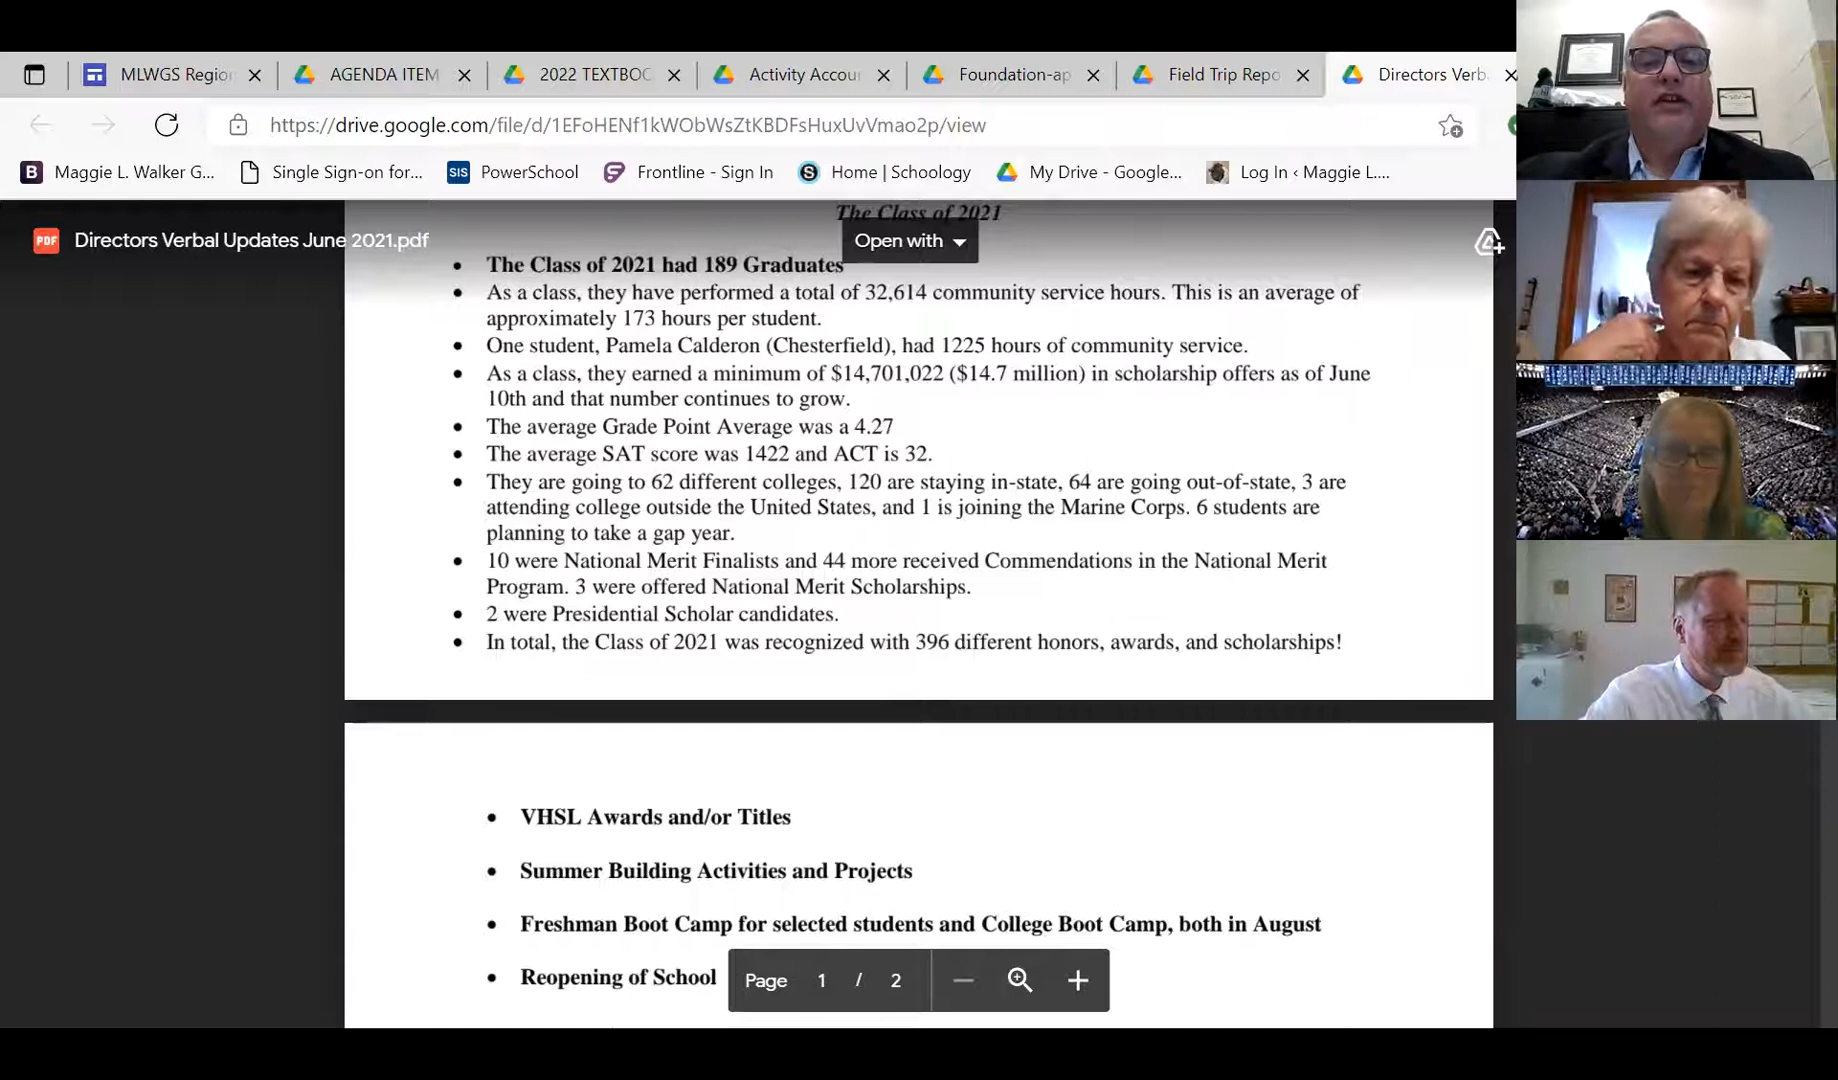 MLWGS Regio
AGENDA ITEM
2022 TEXTBOO
Activity Accou
Foundation-ap
Field Trip Repo
Directors Verb
https://drive.google.com/file/d/1EFoHENf1kWObWsZtKBDFsHuxUvVmao2p/view
B Maggie L. Walker G...
Single Sign-on for...
SIS PowerSchool
Frontline - Sign In
S Home | Schoology
My Drive - Google...
Log In ‹ Maggie L....
The Class of 2021
PDF Directors Verbal Updates June 2021.pdf
Open with
• The Class of 2021 had 189 Graduates
• As a class, they have performed a total of 32,614 community service hours. This is an average of
approximately 173 hours per student.
• One student, Pamela Calderon (Chesterfield), had 1225 hours of community service.
• As a class, they earned a minimum of $14,701,022 ($14.7 million) in scholarship offers as of June
10th and that number continues to grow.
• The average Grade Point Average was a 4.27
• The average SAT score was 1422 and ACT is 32.
• They are going to 62 different colleges, 120 are staying in-state, 64 are going out-of-state, 3 are
attending college outside the United States, and 1 is joining the Marine Corps. 6 students are
planning to take a gap year.
• 10 were National Merit Finalists and 44 more received Commendations in the National Merit
Program. 3 were offered National Merit Scholarships.
• 2 were Presidential Scholar candidates.
• In total, the Class of 2021 was recognized with 396 different honors, awards, and scholarships!
• VHSL Awards and/or Titles
• Summer Building Activities and Projects
• Freshman Boot Camp for selected students and College Boot Camp, both in August
• Reopening of School
Page 1 / 2